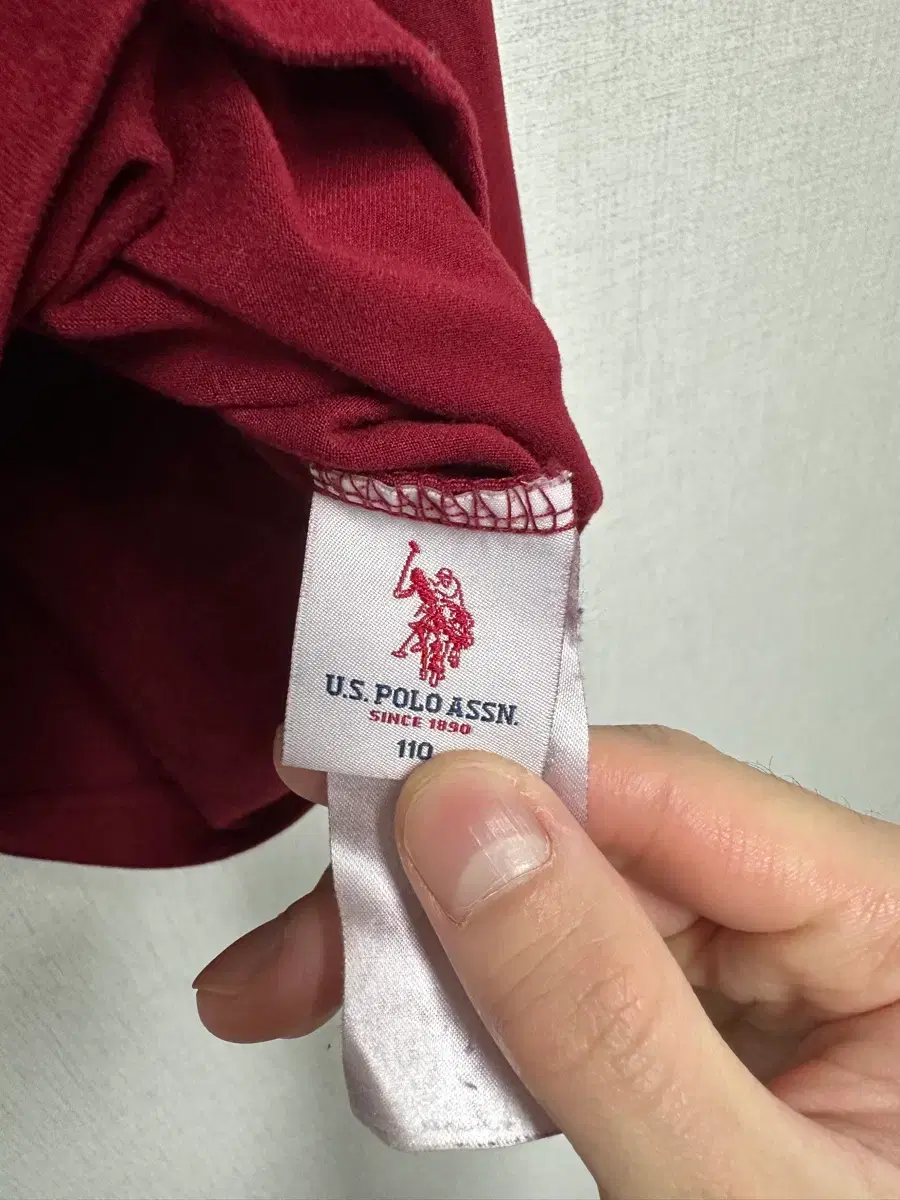 U.S. POLO ASSN.
SINCE 1890
110